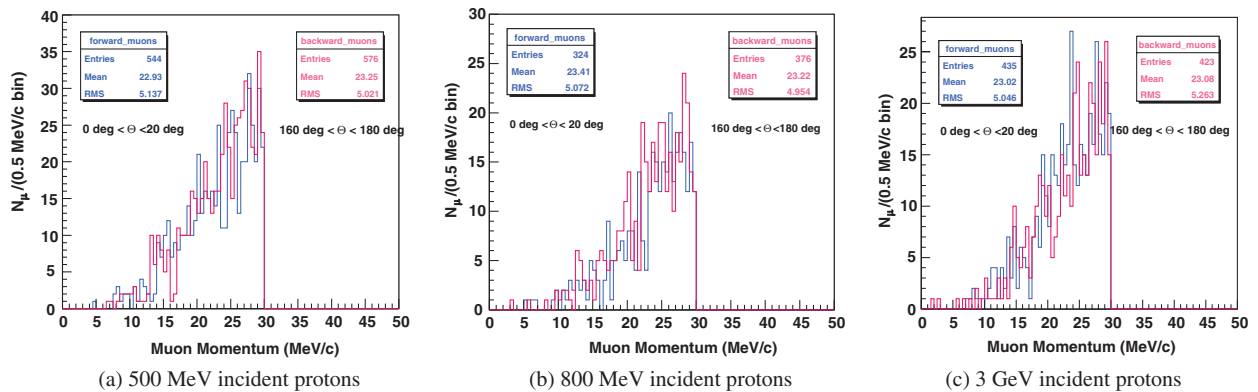 40
35
30
25
20
15
10
5
0
N_μ/(0.5 MeV/c bin)
forward_muons
Entries 544
Mean 22.93
RMS 5.137
backward_muons
Entries 576
Mean 23.25
RMS 5.021
0 deg < Θ <20 deg
160 deg < Θ < 180 deg
0 5 10 15 20 25 30 35 40 45 50
Muon Momentum (MeV/c)
(a) 500 MeV incident protons
30
25
20
15
10
5
0
N_μ/(0.5 MeV/c bin)
forward_muons
Entries 324
Mean 23.41
RMS 5.072
backward_muons
Entries 376
Mean 23.22
RMS 4.954
0 deg < Θ < 20 deg
160 deg < Θ <180 deg
0 5 10 15 20 25 30 35 40 45 50
Muon Momentum (MeV/c)
(b) 800 MeV incident protons
25
20
15
10
5
0
N_μ/(0.5 MeV/c bin)
forward_muons
Entries 435
Mean 23.02
RMS 5.046
backward_muons
Entries 423
Mean 23.08
RMS 5.263
0 deg < Θ <20 deg
160 deg < Θ < 180 deg
0 5 10 15 20 25 30 35 40 45 50
Muon Momentum (MeV/c)
(c) 3 GeV incident protons